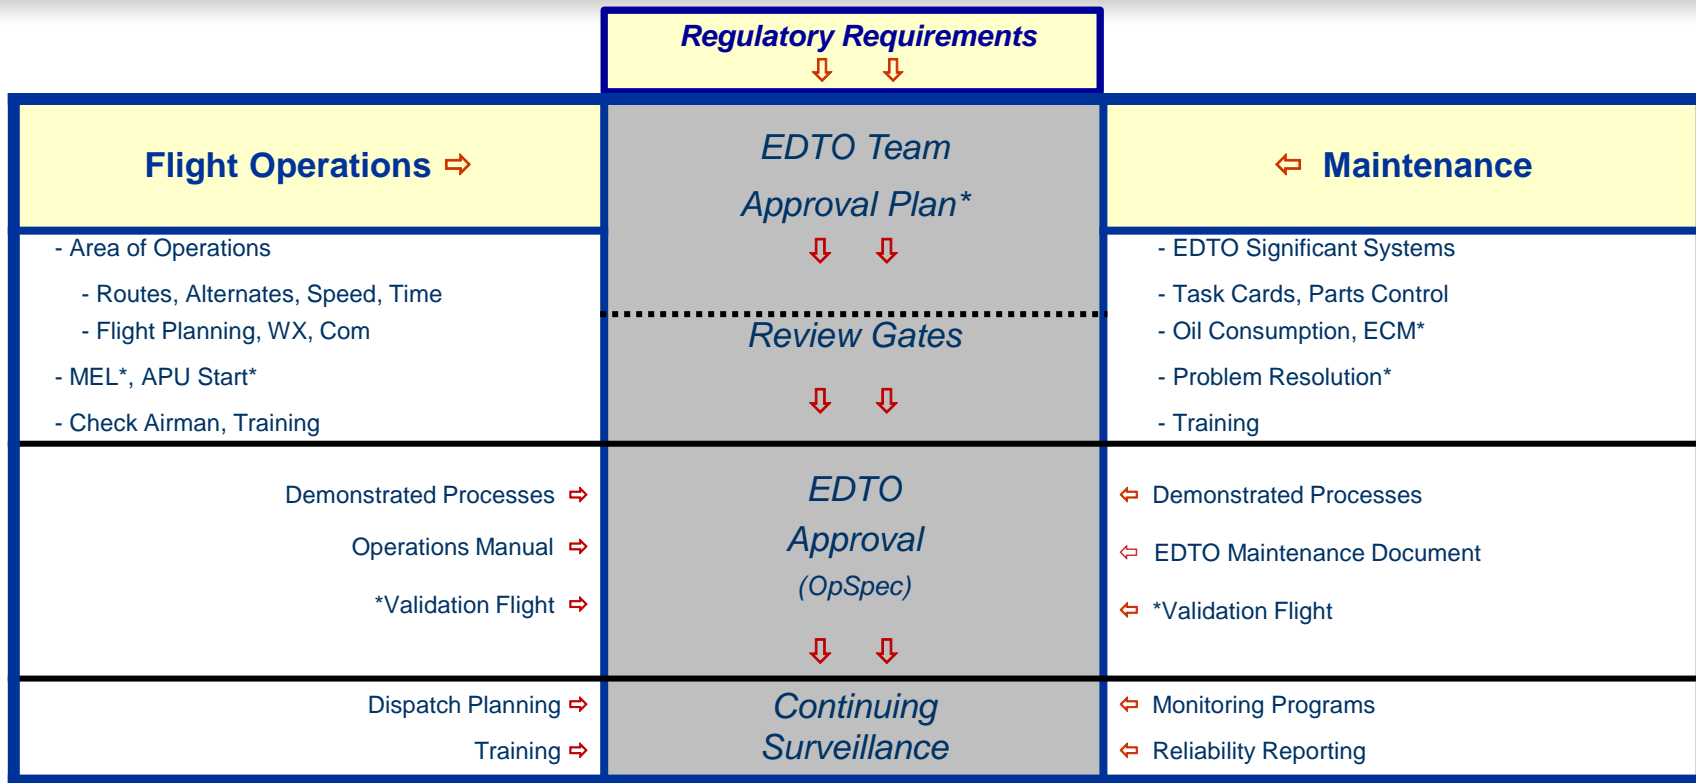 Regulatory Requirements
Flight Operations
EDTO Team
Approval Plan*
Maintenance
- Area of Operations
- Routes, Alternates, Speed, Time
- Flight Planning, WX, Com
- MEL*, APU Start*
- Check Airman, Training
Review Gates
- EDTO Significant Systems
- Task Cards, Parts Control
- Oil Consumption, ECM*
- Problem Resolution*
- Training
Demonstrated Processes
Operations Manual
*Validation Flight
EDTO
Approval
(OpSpec)
Demonstrated Processes
EDTO Maintenance Document
*Validation Flight
Dispatch Planning
Training
Continuing
Surveillance
Monitoring Programs
Reliability Reporting